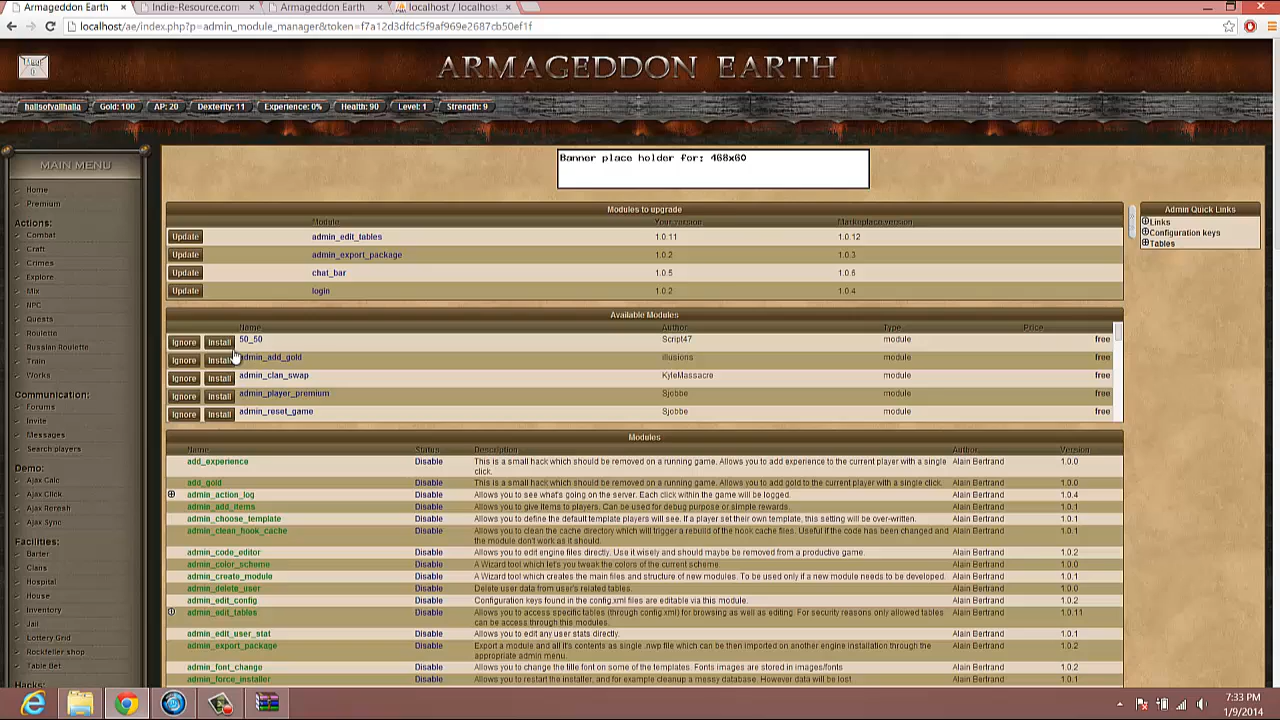 Armageddon Earth
Indie-Resource.com
Armageddon Earth
localhost / localhost
localhost/ae/index.php?p=admin_module_manager&token=f7a12d3dfdc5f9af969e2687cb50ef1f
ARMAGEDDON EARTH
hallsofvallhalla Gold: 100 AP: 20 Dexterity: 11 Experience: 0% Health: 90 Level: 1 Strength: 9
MAIN MENU
Home
Premium
Actions:
Combat
Craft
Crimes
Explore
Mix
NPC
Quests
Roulette
Russian Roulette
Train
Works
Communication:
Forums
Invite
Messages
Search players
Demo:
Ajax Calc
Ajax Click
Ajax Refresh
Ajax Sync
Facilities:
Barter
Clans
Hospital
House
Inventory
Jail
Lottery Grid
Rockfeller shop
Table Bet
Hacks:
Banner place holder for: 468x60
Modules to upgrade
Module Your version Marketplace version
Update admin_edit_tables 1.0.11 1.0.12
Update admin_export_package 1.0.2 1.0.3
Update chat_bar 1.0.5 1.0.6
Update login 1.0.2 1.0.4
Available Modules
Name Author Type Price
Ignore Install 50_50 Script47 module free
Ignore Install admin_add_gold illusions module free
Ignore Install admin_clan_swap KyleMassacre module free
Ignore Install admin_player_premium Sjobbe module free
Ignore Install admin_reset_game Sjobbe module free
Modules
Name Status Description Author Version
add_experience Disable This is a small hack which should be removed on a running game. Allows you to add experience to the current player with a single click. Alain Bertrand 1.0.0
add_gold Disable This is a small hack which should be removed on a running game. Allows you to add gold to the current player with a single click. Alain Bertrand 1.0.0
admin_action_log Disable Allows you to see what's going on the server. Each click within the game will be logged. Alain Bertrand 1.0.4
admin_add_items Disable Allows you to give items to players. Can be used for debug purpose or simple rewards. Alain Bertrand 1.0.1
admin_choose_template Disable Allows you to define the default template players will see. If a player set their own template, this setting will be over-written. Alain Bertrand 1.0.1
admin_clean_hook_cache Disable Allows you to clean the cache directory which will trigger a rebuild of the hook cache files. Useful if the code has been changed and the module don't work as it should. Alain Bertrand 1.0.1
admin_code_editor Disable Allows you to edit engine files directly. Use it wisely and should maybe be removed from a productive game. Alain Bertrand 1.0.2
admin_color_scheme Disable A Wizard tool which lets you tweak the colors of the current scheme. Alain Bertrand 1.0.0
admin_create_module Disable A Wizard tool which creates the main files and structure of new modules. To be used only if a new module needs to be developed. Alain Bertrand 1.0.1
admin_delete_user Disable Delete user data from user's related tables. Alain Bertrand 1.0.0
admin_edit_config Disable Configuration keys found in the config.xml files are editable via this module. Alain Bertrand 1.0.2
admin_edit_tables Disable Allows you to access specific tables (through config.xml) for browsing as well as editing. For security reasons only allowed tables can be access through this modules. Alain Bertrand 1.0.11
admin_edit_user_stat Disable Allows you to edit any user stats directly. Alain Bertrand 1.0.1
admin_export_package Disable Export a module and all it's contents as single .nwp file which can be then imported on another engine installation through the appropriate admin menu. Alain Bertrand 1.0.2
admin_font_change Disable Allows you to change the title font on some of the templates. Fonts images are stored in images/fonts Alain Bertrand 1.0.2
admin_force_installer Disable Allows you to restart the installer, and for example cleanup a messy database. However data will be lost Alain Bertrand 1.0.1
Admin Quick Links
Links
Configuration keys
Tables
7:33 PM
1/9/2014